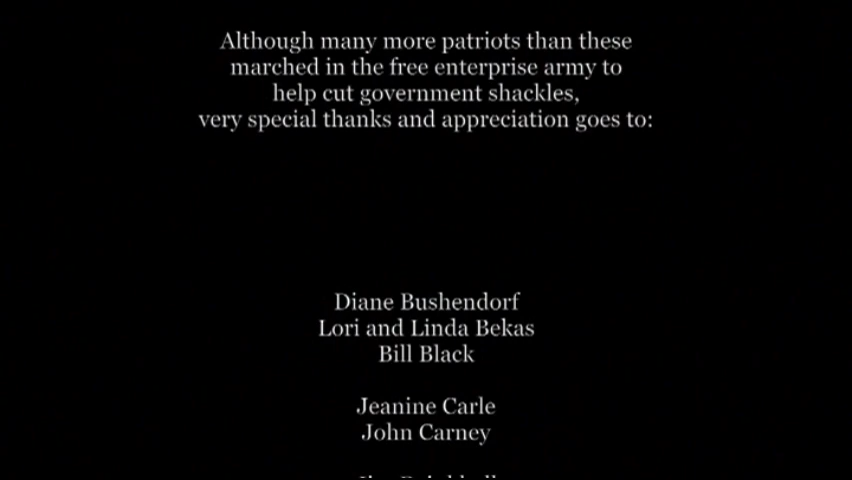 Although many more patriots than these
marched in the free enterprise army to
help cut government shackles,
very special thanks and appreciation goes to:
Diane Bushendorf
Lori and Linda Bekas
Bill Black
Jeanine Carle
John Carney